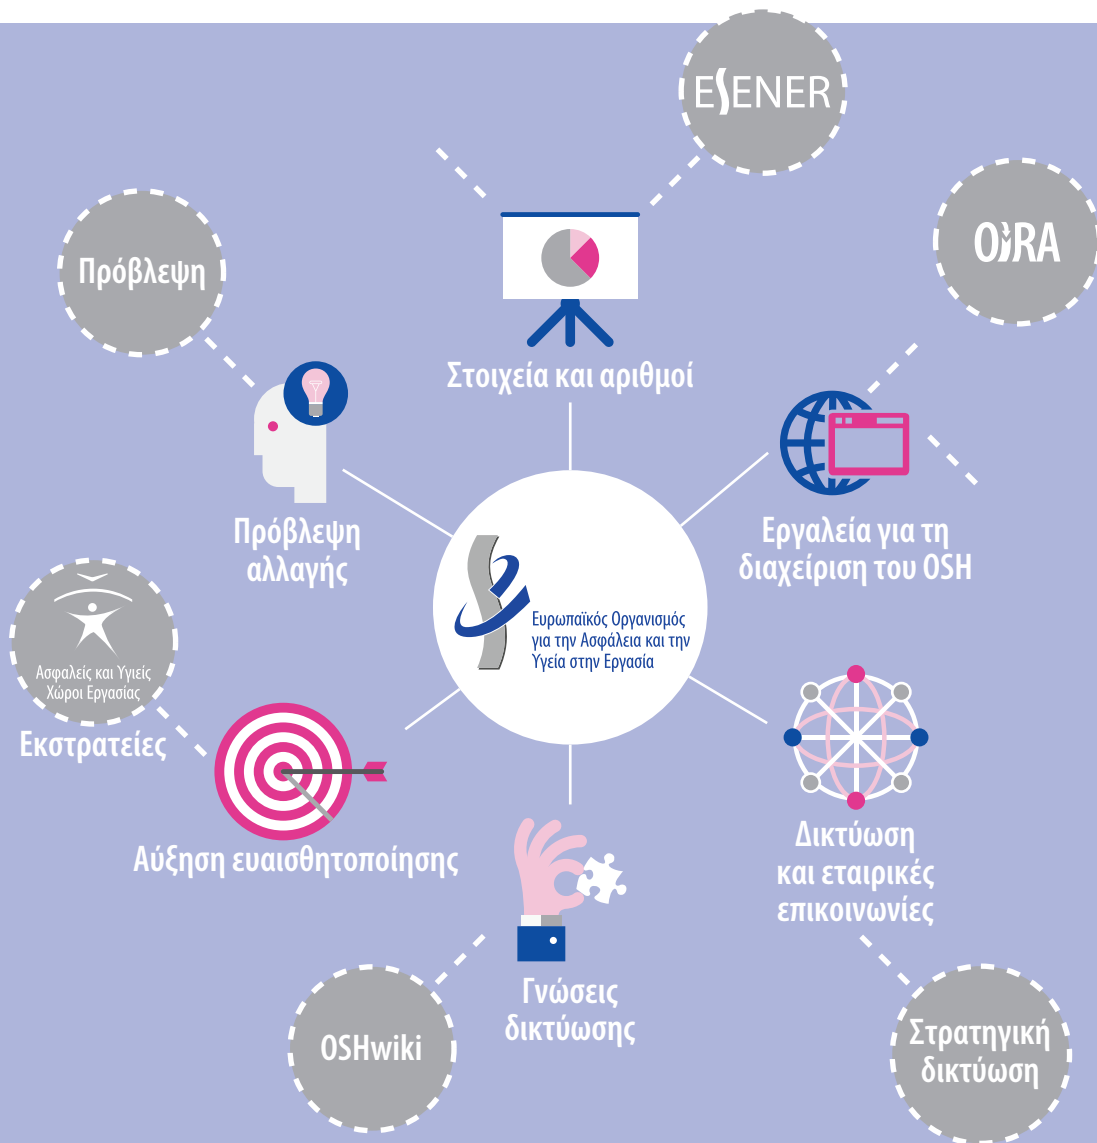 ESENER
OiRA
Πρόβλεψη
Στοιχεία και αριθμοί
Πρόβλεψη
αλλαγής
Εργαλεία για τη
διαχείριση του OSH
Ευρωπαϊκός Οργανισμός
για την Ασφάλεια και την
Υγεία στην Εργασία
Ασφαλείς και Υγιείς
Χώροι Εργασίας
Εκστρατείες
Αύξηση ευαισθητοποίησης
Δικτύωση
και εταιρικές
επικοινωνίες
Γνώσεις
δικτύωσης
OSHwiki
Στρατηγική
δικτύωση